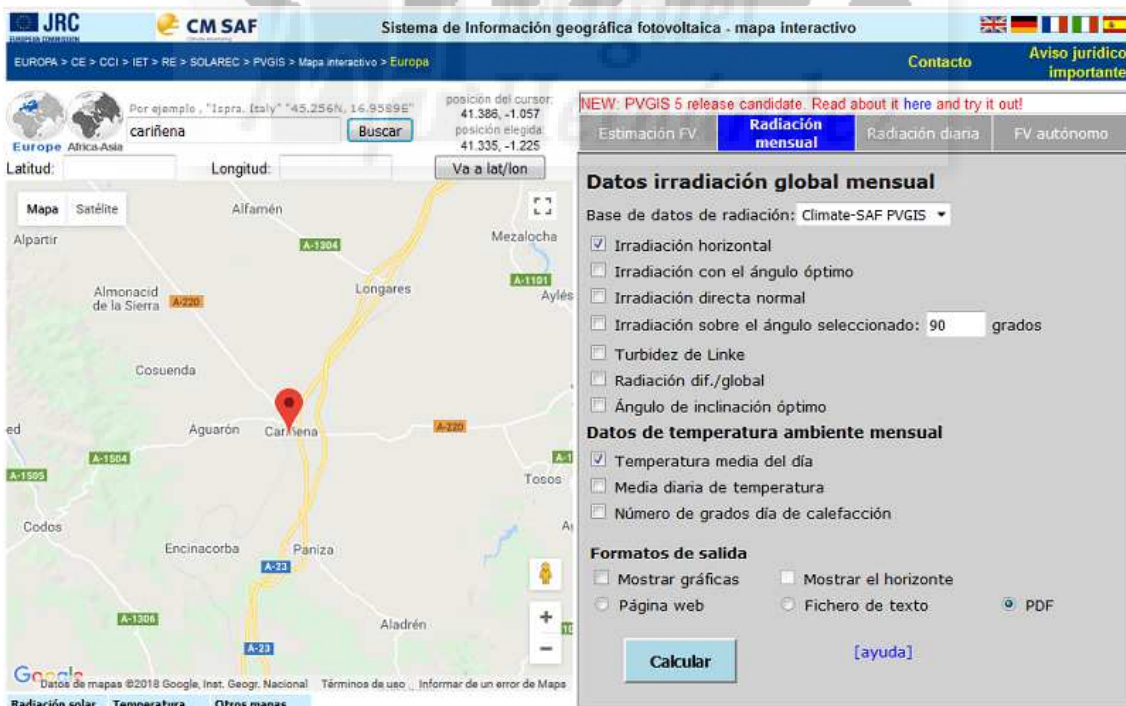 JRC
EUROPEAN COMMISSION
CM SAF
Sistema de Información geográfica fotovoltaica - mapa interactivo
EUROPA > CE > CCI > IET > RE > SOLAREC > PVGIS > Mapa interactivo > Europa
Contacto
Aviso jurídico
importante
Europe Africa-Asia
Por ejemplo , "Ispra, Italy" "45.256N, 16.9589E"
cariñena
Buscar
posición del cursor:
41.386, -1.057
posición elegida:
41.335, -1.225
Latitud:
Longitud:
Va a lat/lon
Mapa Satélite
Alfamén
Alpartir
A-1304
Mezalocha
Almonacid
de la Sierra
A-220
Longares
A-1101
Aylés
Cosuenda
ed
Aguarón
Cariñena
A-220
A-1504
A-1505
A-1
Tosos
Codos
Encinacorba
Paniza
A-23
A-1306
Aladrén
A-23
Google
Datos de mapas ©2018 Google, Inst. Geogr. Nacional Términos de uso Informar de un error de Maps
Radiación solar Temperatura Otros mapas
NEW: PVGIS 5 release candidate. Read about it here and try it out!
Estimación FV
Radiación
mensual
Radiación diaria
FV autónomo
Datos irradiación global mensual
Base de datos de radiación: Climate-SAF PVGIS
Irradiación horizontal
Irradiación con el ángulo óptimo
Irradiación directa normal
Irradiación sobre el ángulo seleccionado: 90 grados
Turbidez de Linke
Radiación dif./global
Ángulo de inclinación óptimo
Datos de temperatura ambiente mensual
Temperatura media del día
Media diaria de temperatura
Número de grados día de calefacción
Formatos de salida
Mostrar gráficas Mostrar el horizonte
Página web Fichero de texto PDF
Calcular
[ayuda]